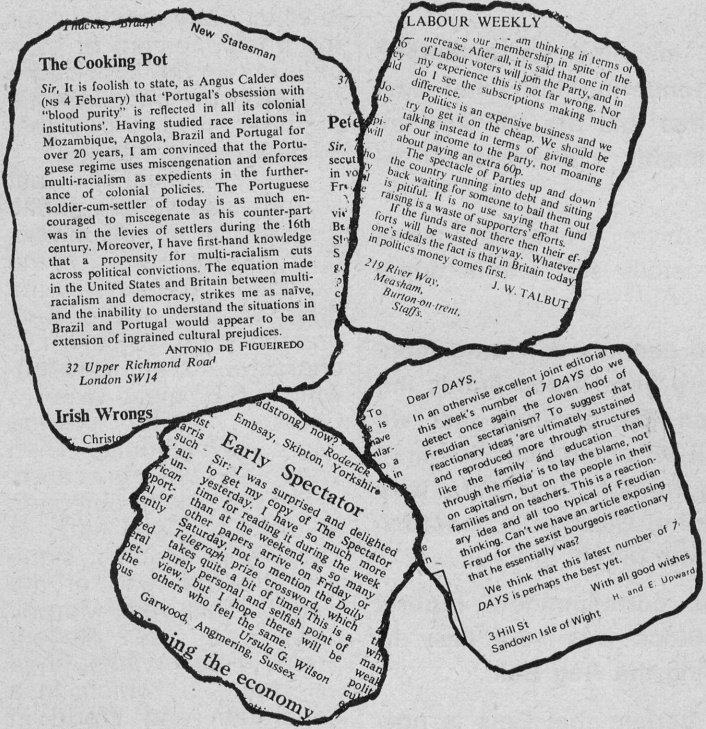 Thuckley
New Statesman
The Cooking Pot
Sir, It is foolish to state, as Angus Calder does
(NS 4 February) that 'Portugal's obsession with
"blood purity" is reflected in all its colonial
institutions'. Having studied race relations in
Mozambique, Angola, Brazil and Portugal for
over 20 years, I am convinced that the Portu-
guese regime uses miscengenation and enforces
multi-racialism as expedients in the further-
ance of colonial policies. The Portuguese
soldier-cum-settler of today is as much en-
couraged to miscegenate as his counter-part
was in the levies of settlers during the 16th
century. Moreover, I have first-hand knowledge
that a propensity for multi-racialism cuts
across political convictions. The equation made
in the United States and Britain between multi-
racialism and democracy, strikes me as naïve,
and the inability to understand the situations in
Brazil and Portugal would appear to be an
extension of ingrained cultural prejudices.
ANTONIO DE FIGUEIREDO
32 Upper Richmond Road
London SW14
Irish Wrongs
Christo
37
Pete
Sir,
secut
in vo
Fr
vi
Be
S
LABOUR WEEKLY
am thinking in terms of
our membership in spite of the
increase. After all, it is said that one in ten
of Labour voters will join the Party, and in
my experience this is not far wrong. Nor
do I see the subscriptions making much
difference.
Politics is an expensive business and we
try to get it on the cheap. We should be
talking instead in terms of giving more
of our income to the Party, not moaning
about paying an extra 60p.
The spectacle of Parties up and down
the country running into debt and sitting
back waiting for someone to bail them out
is pitiful. It is no use saying that fund
raising is a waste of supporters' efforts.
If the funds are not there then their ef-
forts will be wasted anyway. Whatever
one's ideals the fact is that in Britain today
in politics money comes first.
J. W. TALBUT,
219 River Way,
Measham,
Burton-on-trent,
Staffs.
adstrong) now?
Roderick
Embsay, Skipton, Yorkshire
Early Spectator
Sir: I was surprised and delighted
to get my copy of The Spectator
yesterday. I have so much more
time for reading it during the week
than at the weekend, as so many
other papers arrive on Friday or
Saturday, not to mention the Daily
Telegraph prize crossword, which
takes quite a bit of time! This is a
purely personal and selfish point of
view, but I hope there will be
others who feel the same.
Ursula G. Wilson
Garwood, Angmering, Sussex
the economy
Dear 7 DAYS,
In an otherwise excellent joint editorial
this week's number of 7 DAYS do we
detect once again the cloven hoof of
Freudian sectarianism? To suggest that
reactionary ideas 'are ultimately sustained
and reproduced more through structures
like the family and education than
through the media' is to lay the blame, not
on capitalism, but on the people in their
families and on teachers. This is a reaction-
ary idea and all too typical of Freudian
thinking. Can't we have an article exposing
Freud for the sexist bourgeois reactionary
that he essentially was?
We think that this latest number of 7
DAYS is perhaps the best yet.
With all good wishes
H. and E. Upward
3 Hill St
Sandown Isle of Wight